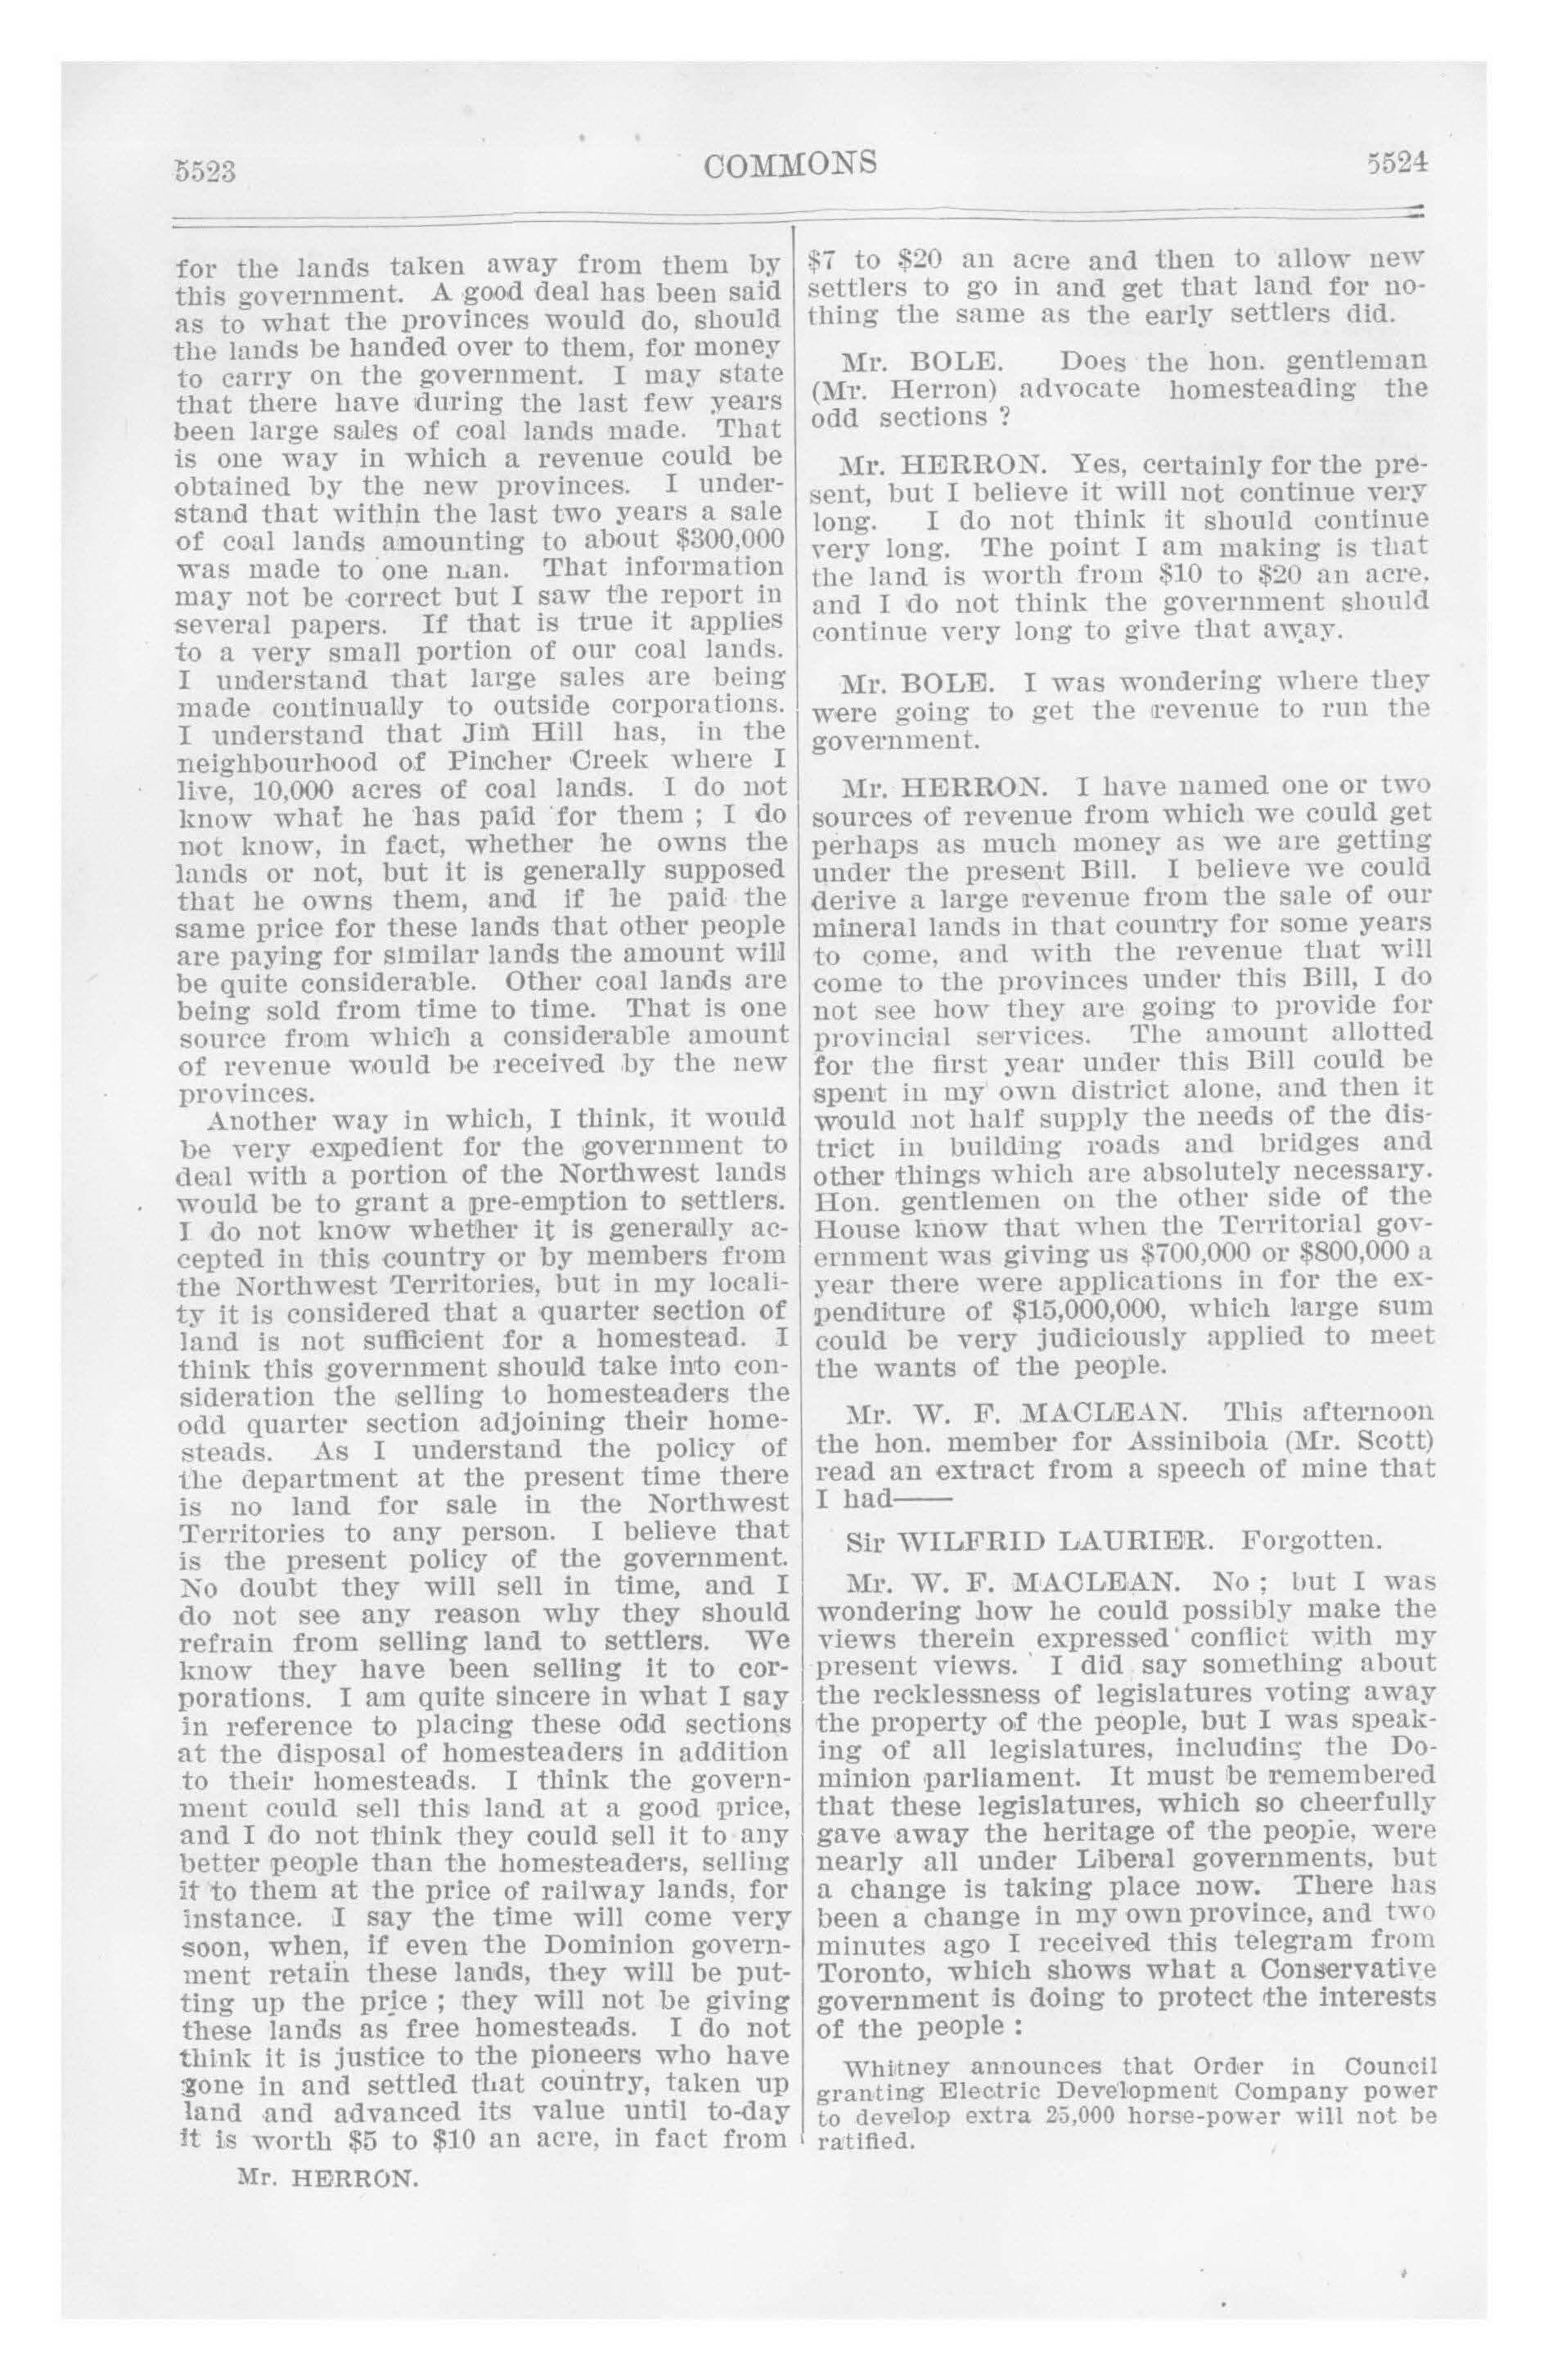 5523
COMMONS
5524
for the lands taken away from them by
this government. A good deal has been said
as to what the provinces would do, should
the lands be handed over to them, for money
to carry on the government. I may state
that there have during the last few years
been large sales of coal lands made. That
is one way in which a revenue could be
obtained by the new provinces. I under-
stand that within the last two years a sale
of coal lands amounting to about $300,000
was made to one man. That information
may not be correct but I saw the report in
several papers. If that is true it applies
to a very small portion of our coal lands.
I understand that large sales are being
made continually to outside corporations.
I understand that Jim Hill has, in the
neighbourhood of Pincher Creek where I
live, 10,000 acres of coal lands. I do not
know what he has paid for them ; I do
not know, in fact, whether he owns the
lands or not, but it is generally supposed
that he owns them, and if he paid the
same price for these lands that other people
are paying for similar lands the amount will
be quite considerable. Other coal lands are
being sold from time to time. That is one
source from which a considerable amount
of revenue would be received by the new
provinces.
Another way in which, I think, it would
be very expedient for the government to
deal with a portion of the Northwest lands
would be to grant a pre-emption to settlers.
I do not know whether it is generally ac-
cepted in this country or by members from
the Northwest Territories, but in my locali-
ty it is considered that a quarter section of
land is not sufficient for a homestead. I
think this government should take into con-
sideration the selling to homesteaders the
odd quarter section adjoining their home-
steads. As I understand the policy of
the department at the present time there
is no land for sale in the Northwest
Territories to any person. I believe that
is the present policy of the government.
No doubt they will sell in time, and I
do not see any reason why they should
refrain from selling land to settlers. We
know they have been selling it to cor-
porations. I am quite sincere in what I say
in reference to placing these odd sections
at the disposal of homesteaders in addition
to their homesteads. I think the govern-
ment could sell this land at a good price,
and I do not think they could sell it to any
better people than the homesteaders, selling
it to them at the price of railway lands, for
instance. I say the time will come very
soon, when, if even the Dominion govern-
ment retain these lands, they will be put-
ting up the price ; they will not be giving
these lands as free homesteads. I do not
think it is justice to the pioneers who have
gone in and settled that country, taken up
land and advanced its value until to-day
it is worth $5 to $10 an acre, in fact from
Mr. HERRON.
$7 to $20 an acre and then to allow new
settlers to go in and get that land for no-
thing the same as the early settlers did.
Mr. BOLE. Does the hon. gentleman
(Mr. Herron) advocate homesteading the
odd sections ?
Mr. HERRON. Yes, certainly for the pre-
sent, but I believe it will not continue very
long. I do not think it should continue
very long. The point I am making is that
the land is worth from $10 to $20 an acre,
and I do not think the government should
continue very long to give that away.
Mr. BOLE. I was wondering where they
were going to get the revenue to run the
government.
Mr. HERRON. I have named one or two
sources of revenue from which we could get
perhaps as much money as we are getting
under the present Bill. I believe we could
derive a large revenue from the sale of our
mineral lands in that country for some years
to come, and with the revenue that will
come to the provinces under this Bill, I do
not see how they are going to provide for
provincial services. The amount allotted
for the first year under this Bill could be
spent in my own district alone, and then it
would not half supply the needs of the dis-
trict in building roads and bridges and
other things which are absolutely necessary.
Hon. gentlemen on the other side of the
House know that when the Territorial gov-
ernment was giving us $700,000 or $800,000 a
year there were applications in for the ex-
penditure of $15,000,000, which large sum
could be very judiciously applied to meet
the wants of the people.
Mr. W. F. MACLEAN. This afternoon
the hon. member for Assiniboia (Mr. Scott)
read an extract from a speech of mine that
I had——
Sir WILFRID LAURIER. Forgotten.
Mr. W. F. MACLEAN. No ; but I was
wondering how he could possibly make the
views therein expressed conflict with my
present views. I did say something about
the recklessness of legislatures voting away
the property of the people, but I was speak-
ing of all legislatures, including the Do-
minion parliament. It must be remembered
that these legislatures, which so cheerfully
gave away the heritage of the people, were
nearly all under Liberal governments, but
a change is taking place now. There has
been a change in my own province, and two
minutes ago I received this telegram from
Toronto, which shows what a Conservative
government is doing to protect the interests
of the people :
Whitney announces that Order in Council
granting Electric Development Company power
to develop extra 25,000 horse-power will not be
ratified.